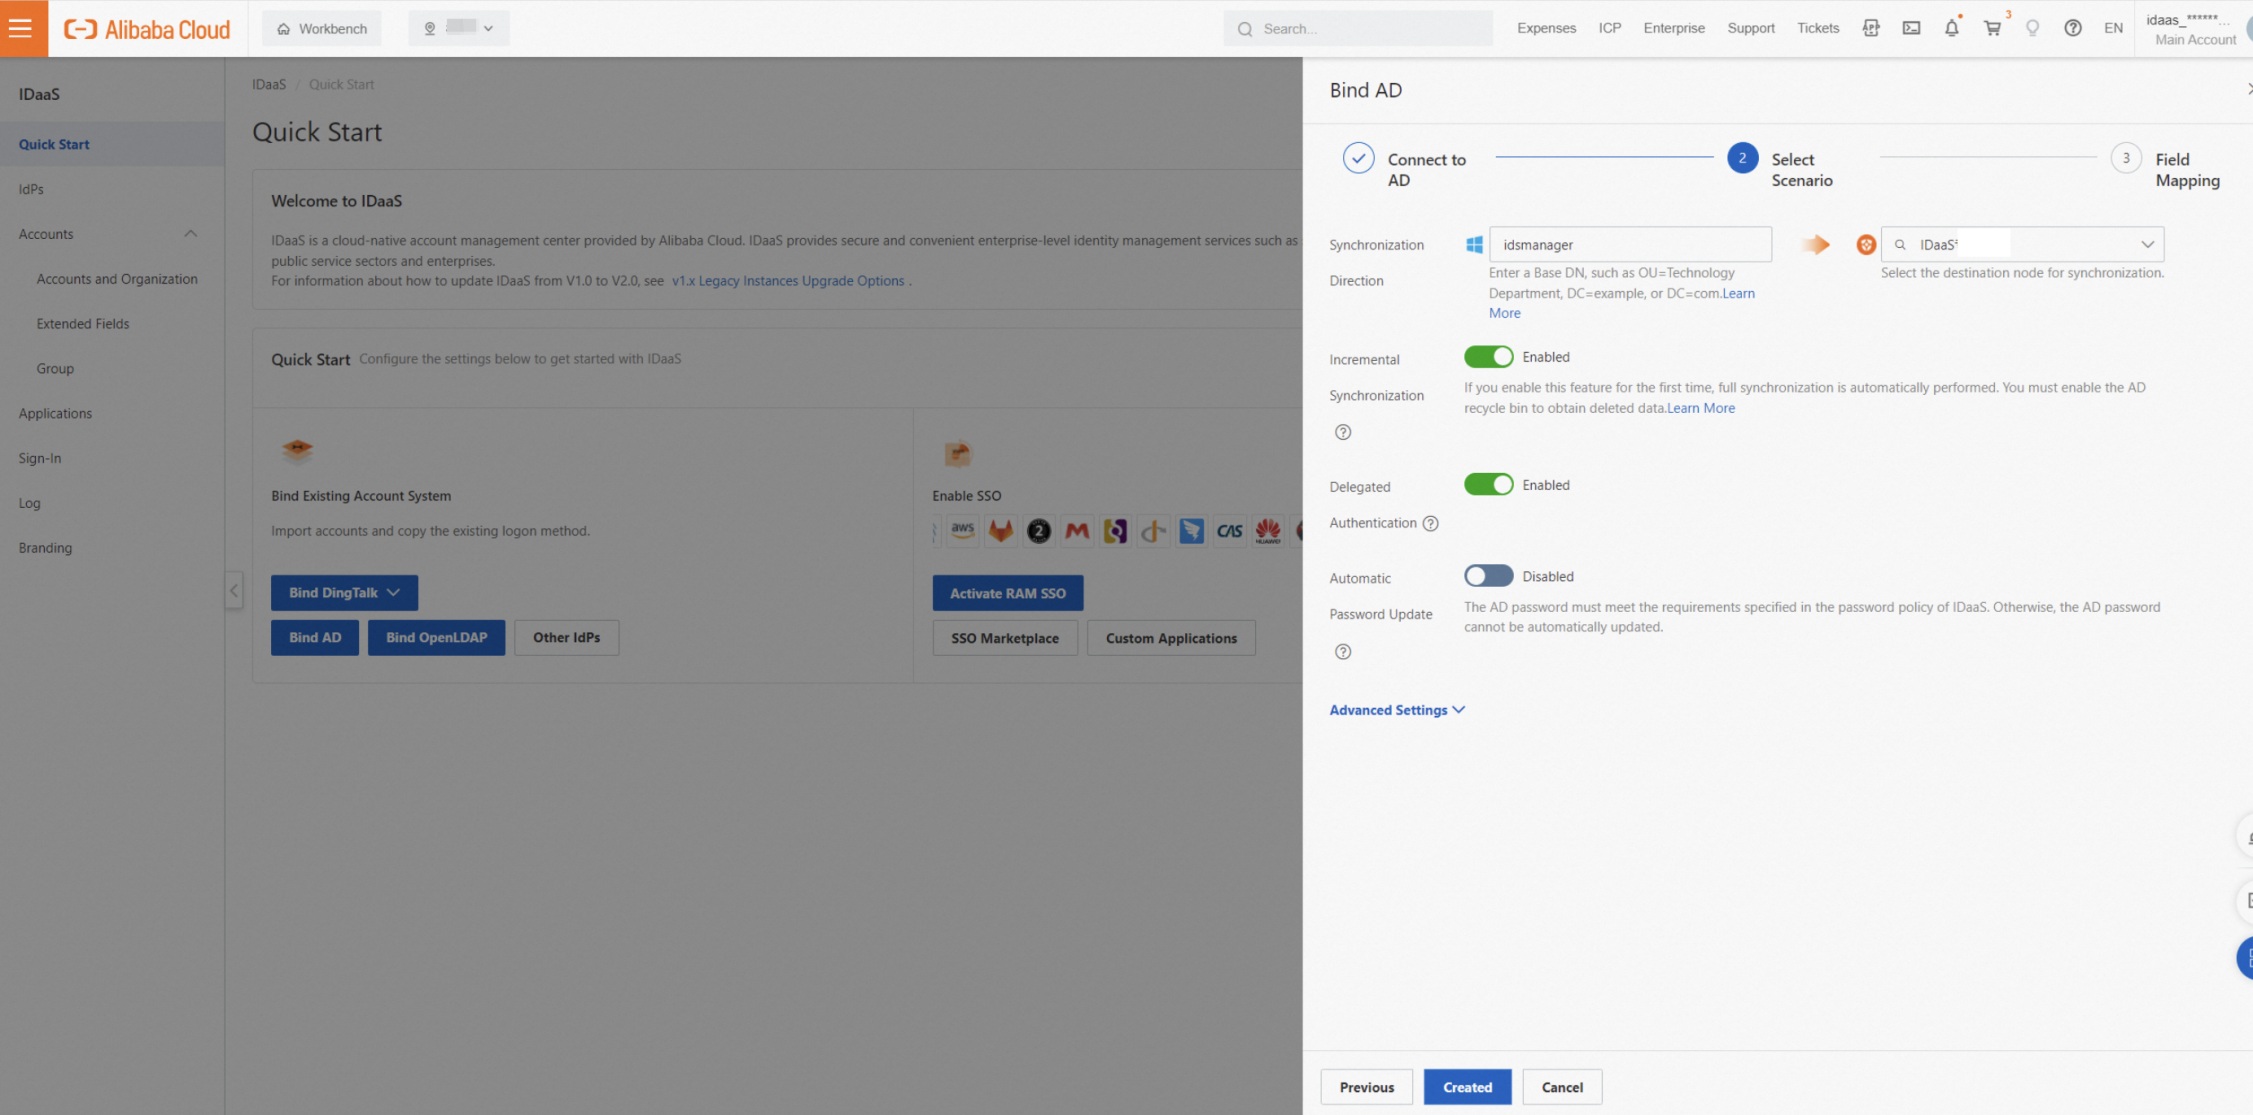 Alibaba Cloud
Workbench
Search...
Expenses
ICP
Enterprise
Support
Tickets
3
EN
idaas_******...
Main Account
IDaaS
Quick Start
IdPs
Accounts
Accounts and Organization
Extended Fields
Group
Applications
Sign-In
Log
Branding
IDaaS / Quick Start
Quick Start
Welcome to IDaaS
IDaaS is a cloud-native account management center provided by Alibaba Cloud. IDaaS provides secure and convenient enterprise-level identity management services such as
public service sectors and enterprises.
For information about how to update IDaaS from V1.0 to V2.0, see v1.x Legacy Instances Upgrade Options .
Quick Start Configure the settings below to get started with IDaaS
Bind Existing Account System
Import accounts and copy the existing logon method.
Bind DingTalk
Bind AD
Bind OpenLDAP
Other IdPs
Enable SSO
aws
2
CAS
HUAWEI
Activate RAM SSO
SSO Marketplace
Custom Applications
Bind AD
Connect to
AD
2
Select
Scenario
3
Field
Mapping
Synchronization
Direction
idsmanager
Enter a Base DN, such as OU=Technology
Department, DC=example, or DC=com.Learn
More
IDaaS
Select the destination node for synchronization.
Incremental
Synchronization
Enabled
If you enable this feature for the first time, full synchronization is automatically performed. You must enable the AD
recycle bin to obtain deleted data.Learn More
Delegated
Authentication
Enabled
Automatic
Password Update
Disabled
The AD password must meet the requirements specified in the password policy of IDaaS. Otherwise, the AD password
cannot be automatically updated.
Advanced Settings
Previous
Created
Cancel